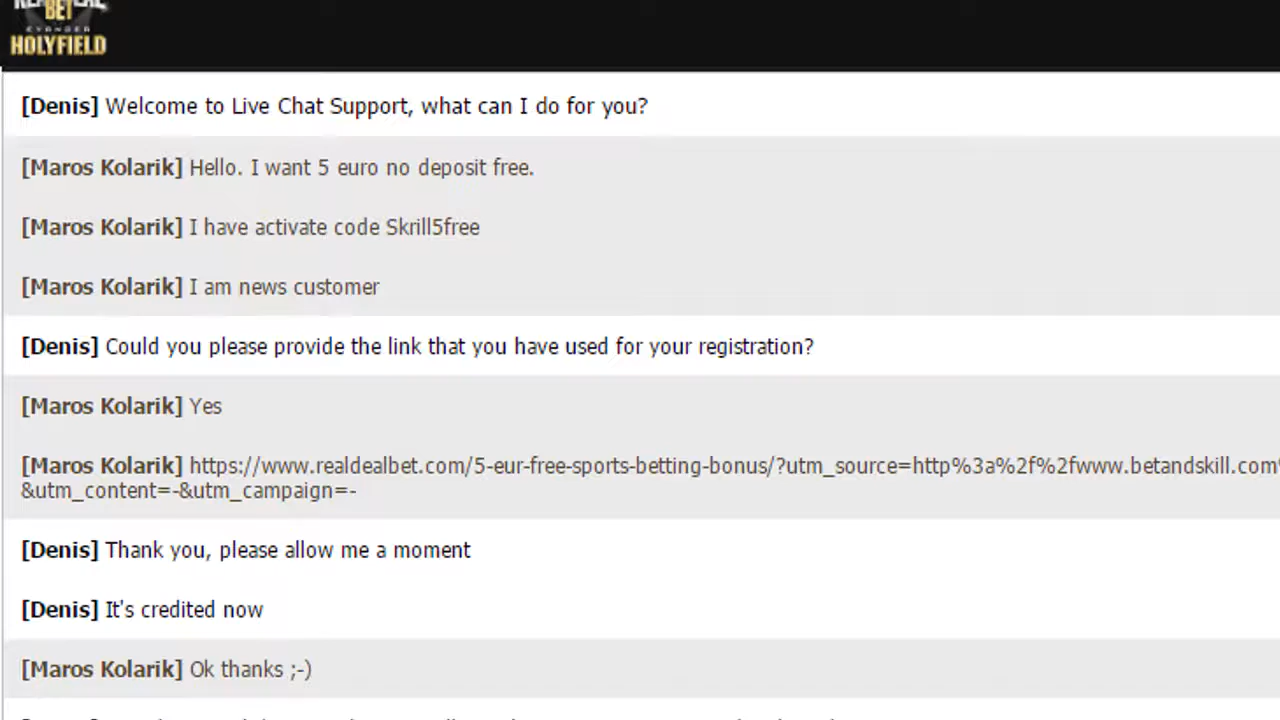 BET
HOLYFIELD
[Denis] Welcome to Live Chat Support, what can I do for you?
[Maros Kolarik] Hello. I want 5 euro no deposit free.
[Maros Kolarik] I have activate code Skrill5free
[Maros Kolarik] I am news customer
[Denis] Could you please provide the link that you have used for your registration?
[Maros Kolarik] Yes
[Maros Kolarik] https://www.realdealbet.com/5-eur-free-sports-betting-bonus/?utm_source=http%3a%2f%2fwww.betandskill.com%
&utm_content=-&utm_campaign=-
[Denis] Thank you, please allow me a moment
[Denis] It's credited now
[Maros Kolarik] Ok thanks ;-)